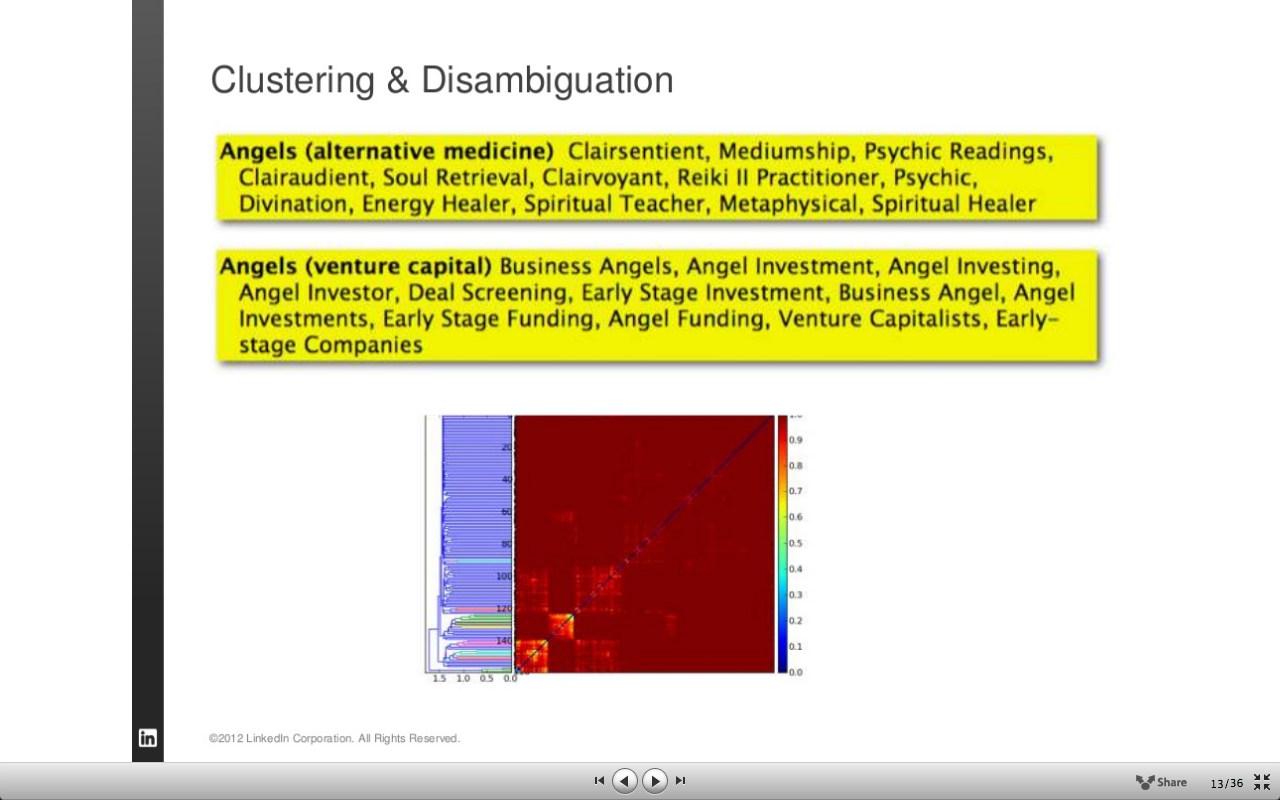 Clustering & Disambiguation
Angels (alternative medicine) Clairsentient, Mediumship, Psychic Readings,
Clairaudient, Soul Retrieval, Clairvoyant, Reiki II Practitioner, Psychic,
Divination, Energy Healer, Spiritual Teacher, Metaphysical, Spiritual Healer
Angels (venture capital) Business Angels, Angel Investment, Angel Investing,
Angel Investor, Deal Screening, Early Stage Investment, Business Angel, Angel
Investments, Early Stage Funding, Angel Funding, Venture Capitalists, Early-
stage Companies
20
40
60
80
100
120
140
1.5 1.0 0.5 0.0
0.9
0.8
0.7
0.6
0.5
0.4
0.3
0.2
0.1
0.0
in
©2012 LinkedIn Corporation. All Rights Reserved.
Share
13/36